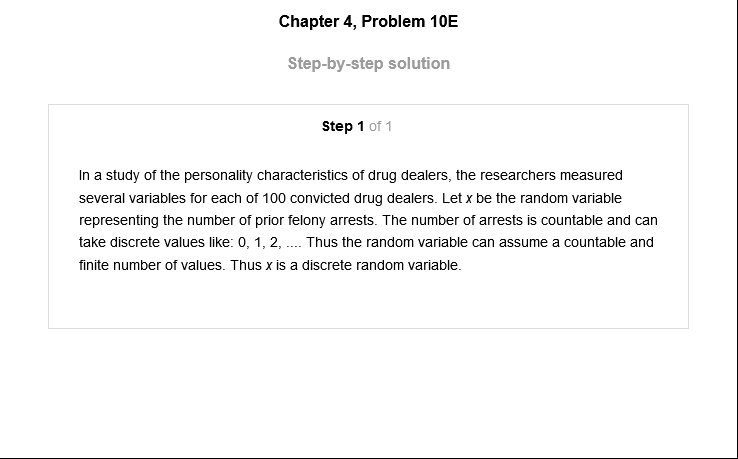 Chapter 4, Problem 10E
Step-by-step solution
Step 1 of 1
In a study of the personality characteristics of drug dealers, the researchers measured
several variables for each of 100 convicted drug dealers. Let x be the random variable
representing the number of prior felony arrests. The number of arrests is countable and can
take discrete values like: 0, 1, 2, .... Thus the random variable can assume a countable and
finite number of values. Thus x is a discrete random variable.